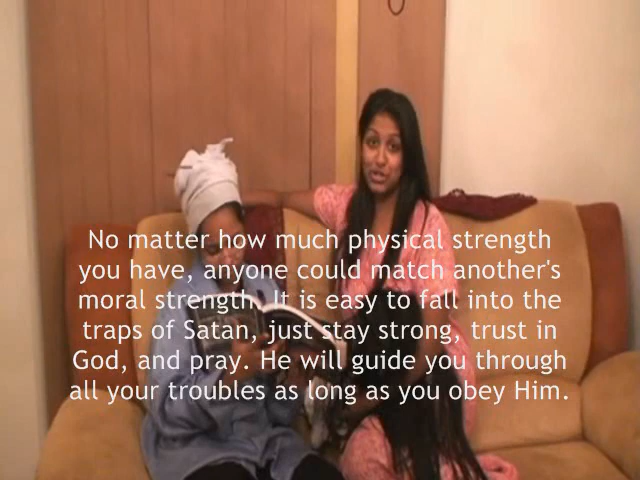 No matter how much physical strength
you have, anyone could match another's
moral strength. It is easy to fall into the
traps of Satan, just stay strong, trust in
God, and pray. He will guide you through
all your troubles as long as you obey Him.